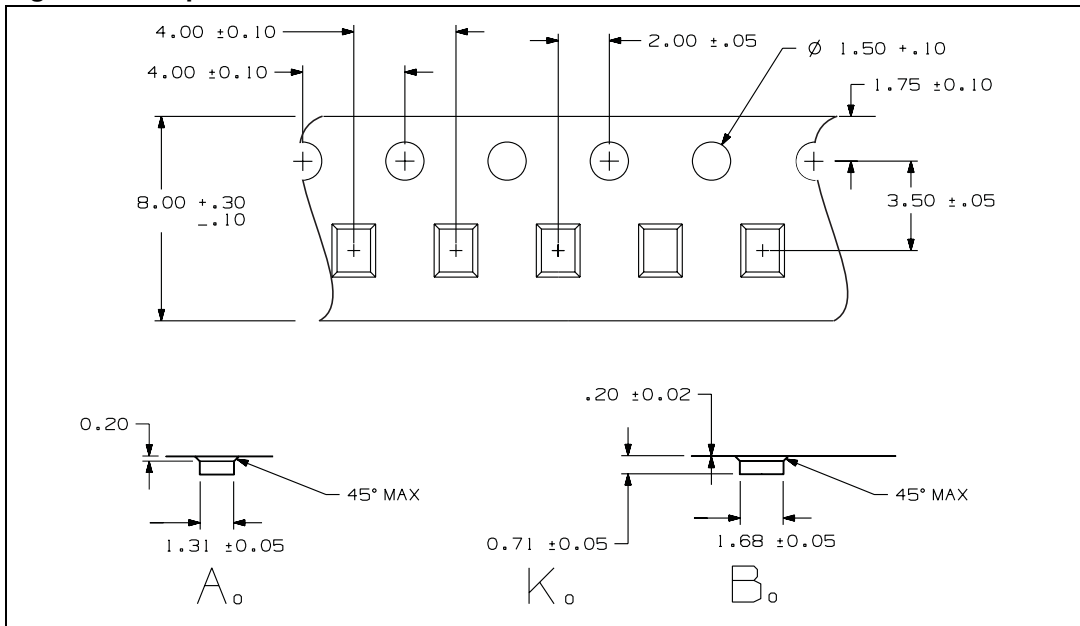 4.00 ±0.10
2.00 ±.05
Ø 1.50 +.10
4.00 ±0.10
1.75 ±0.10
8.00 +.30
-.10
3.50 ±.05
.20 ±0.02
0.20
45° MAX
45° MAX
0.71 ±0.05
1.31 ±0.05
1.68 ±0.05
A₀
K₀
B₀